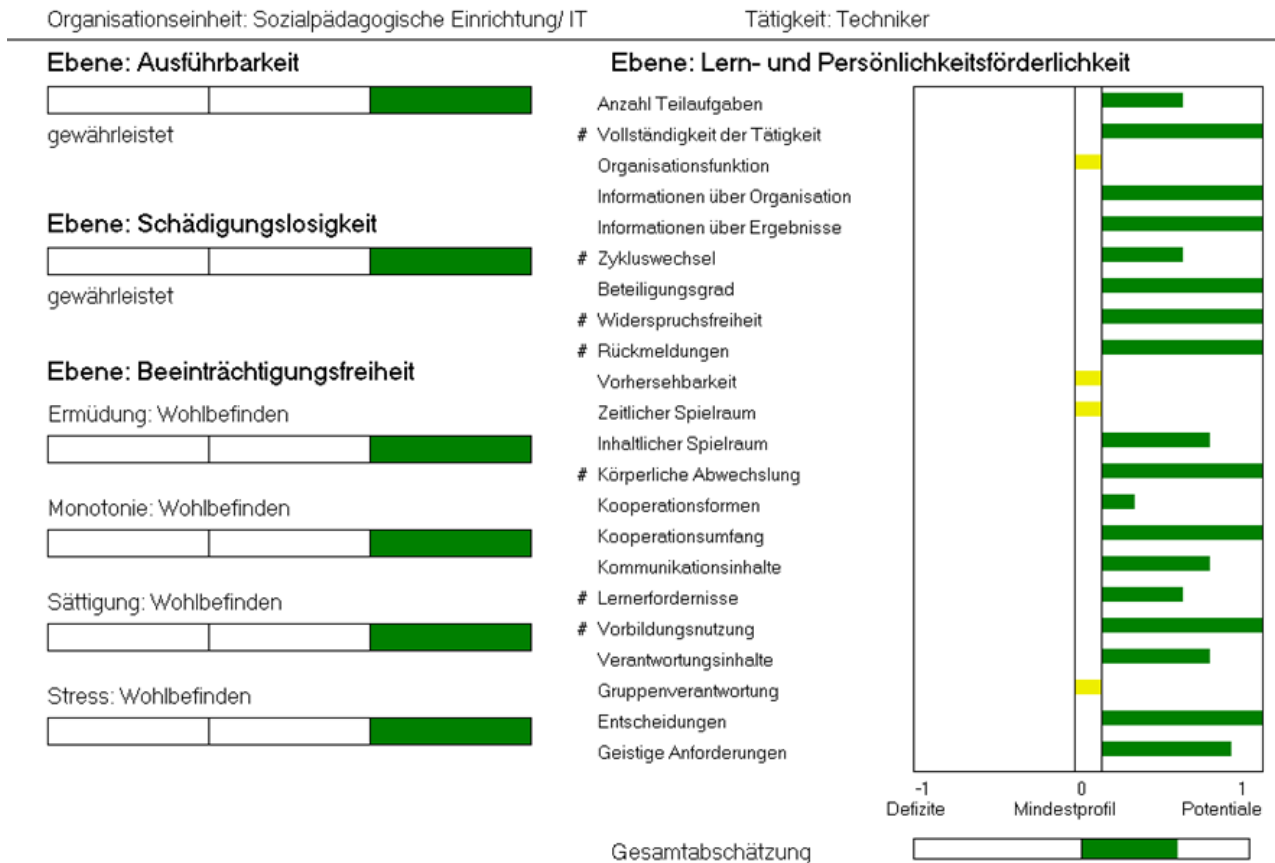 Organisationseinheit: Sozialpädagogische Einrichtung/ IT Tätigkeit: Techniker
Ebene: Ausführbarkeit
gewährleistet
Ebene: Schädigungslosigkeit
gewährleistet
Ebene: Beeinträchtigungsfreiheit
Ermüdung: Wohlbefinden
Monotonie: Wohlbefinden
Sättigung: Wohlbefinden
Stress: Wohlbefinden
Ebene: Lern- und Persönlichkeitsförderlichkeit
Anzahl Teilaufgaben
# Vollständigkeit der Tätigkeit
Organisationsfunktion
Informationen über Organisation
Informationen über Ergebnisse
# Zykluswechsel
Beteiligungsgrad
# Widerspruchsfreiheit
# Rückmeldungen
Vorhersehbarkeit
Zeitlicher Spielraum
Inhaltlicher Spielraum
# Körperliche Abwechslung
Kooperationsformen
Kooperationsumfang
Kommunikationsinhalte
# Lernerfordernisse
# Vorbildungsnutzung
Verantwortungsinhalte
Gruppenverantwortung
Entscheidungen
Geistige Anforderungen
-1 0 1
Defizite Mindestprofil Potentiale
Gesamtabschätzung